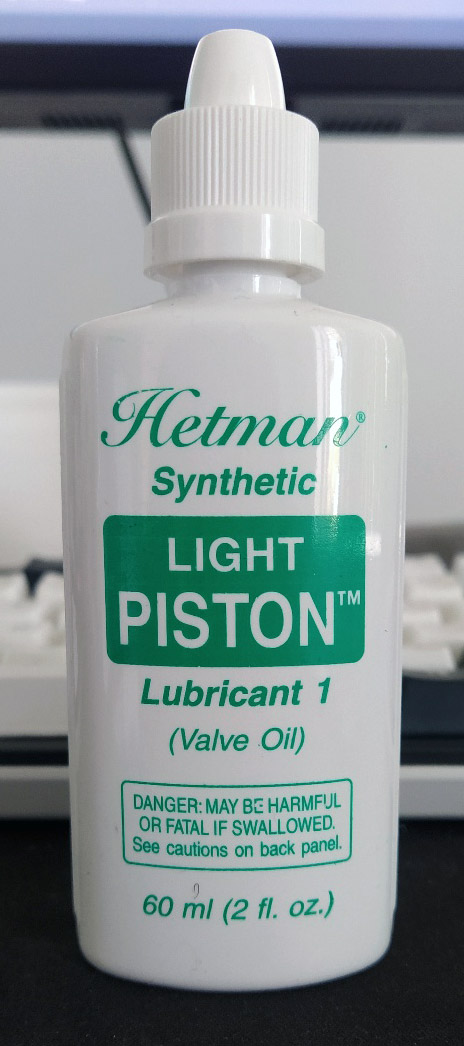 Hetman®
Synthetic
LIGHT
PISTON™
Lubricant 1
(Valve Oil)
DANGER: MAY BE HARMFUL
OR FATAL IF SWALLOWED.
See cautions on back panel.
60 ml (2 fl. oz.)